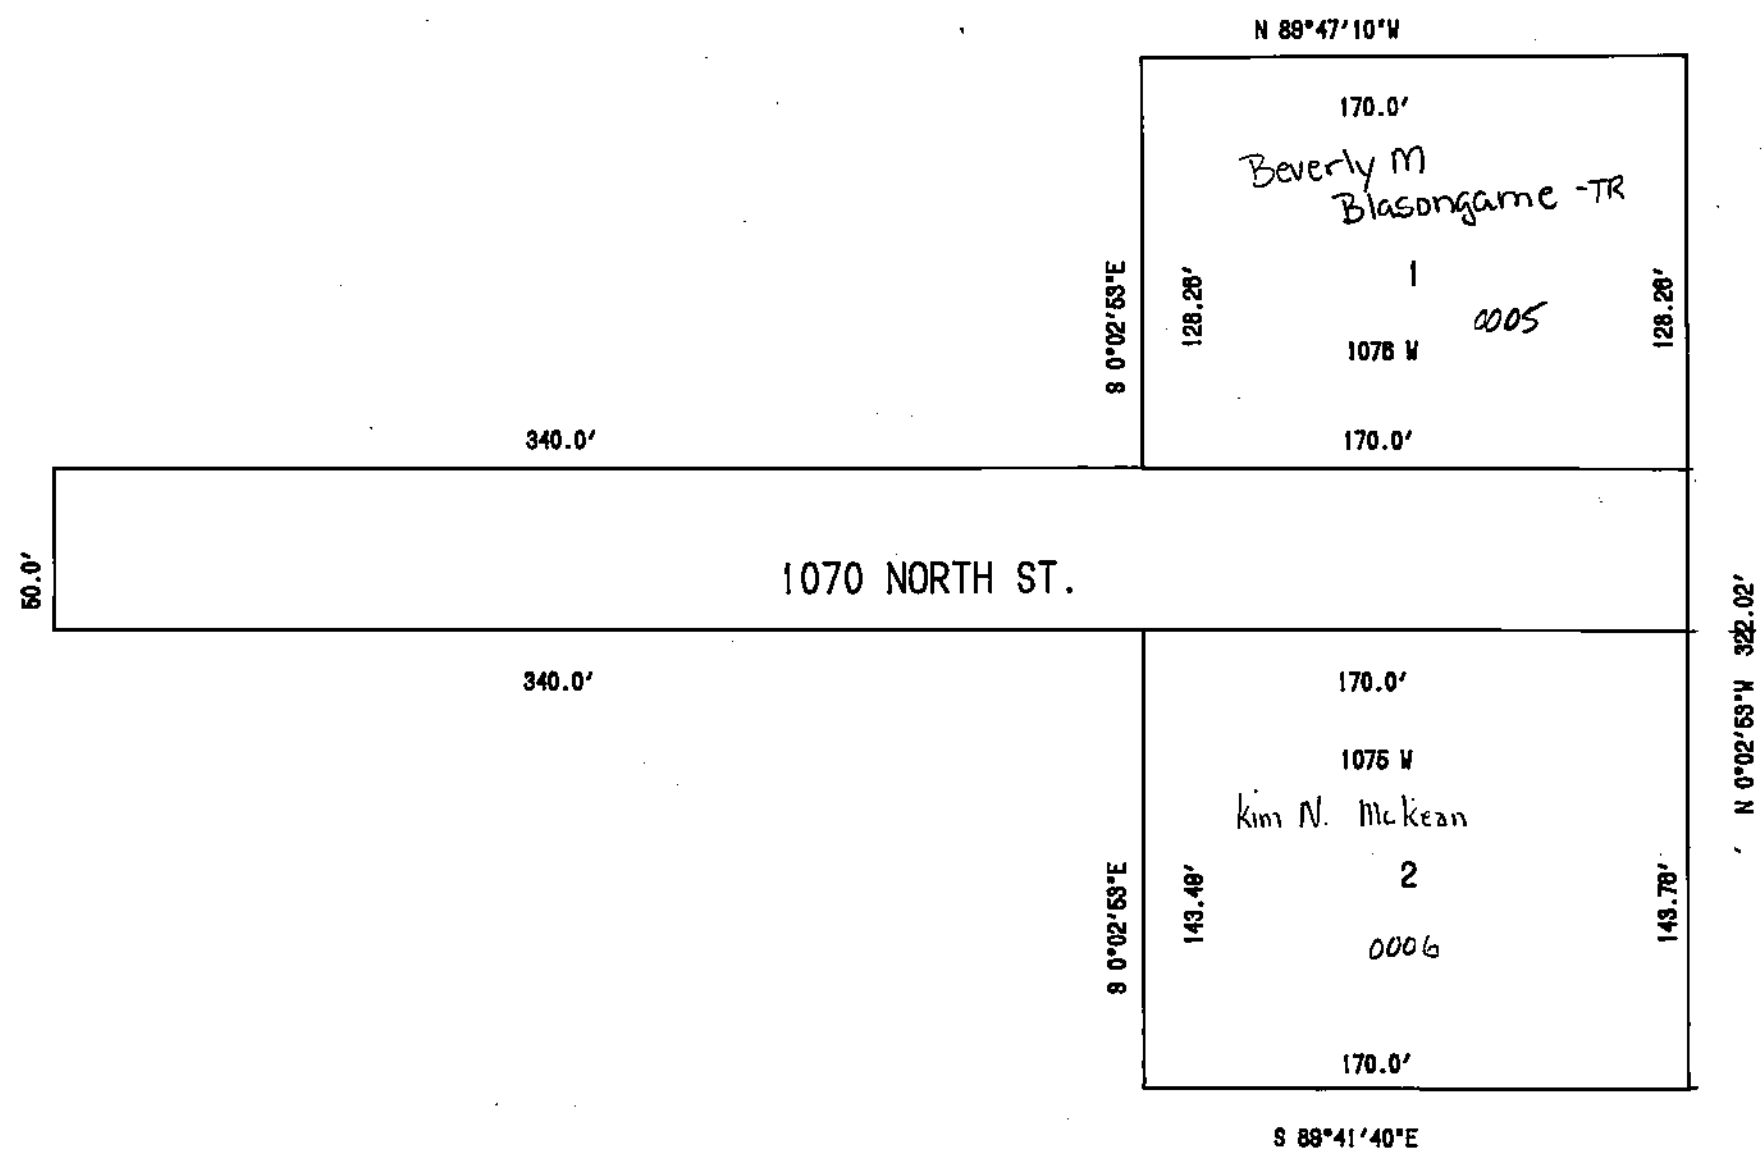 N 89°47'10"W
170.0'
Beverly M
Blasongame -TR
1
0005
1076 W
S 0°02'53"E
128.26'
128.26'
170.0'
340.0'
50.0'
1070 NORTH ST.
N 0°02'53"W 322.02'
340.0'
170.0'
1075 W
Kim N. McKean
2
0006
S 0°02'53"E
143.49'
143.76'
170.0'
S 89°41'40"E